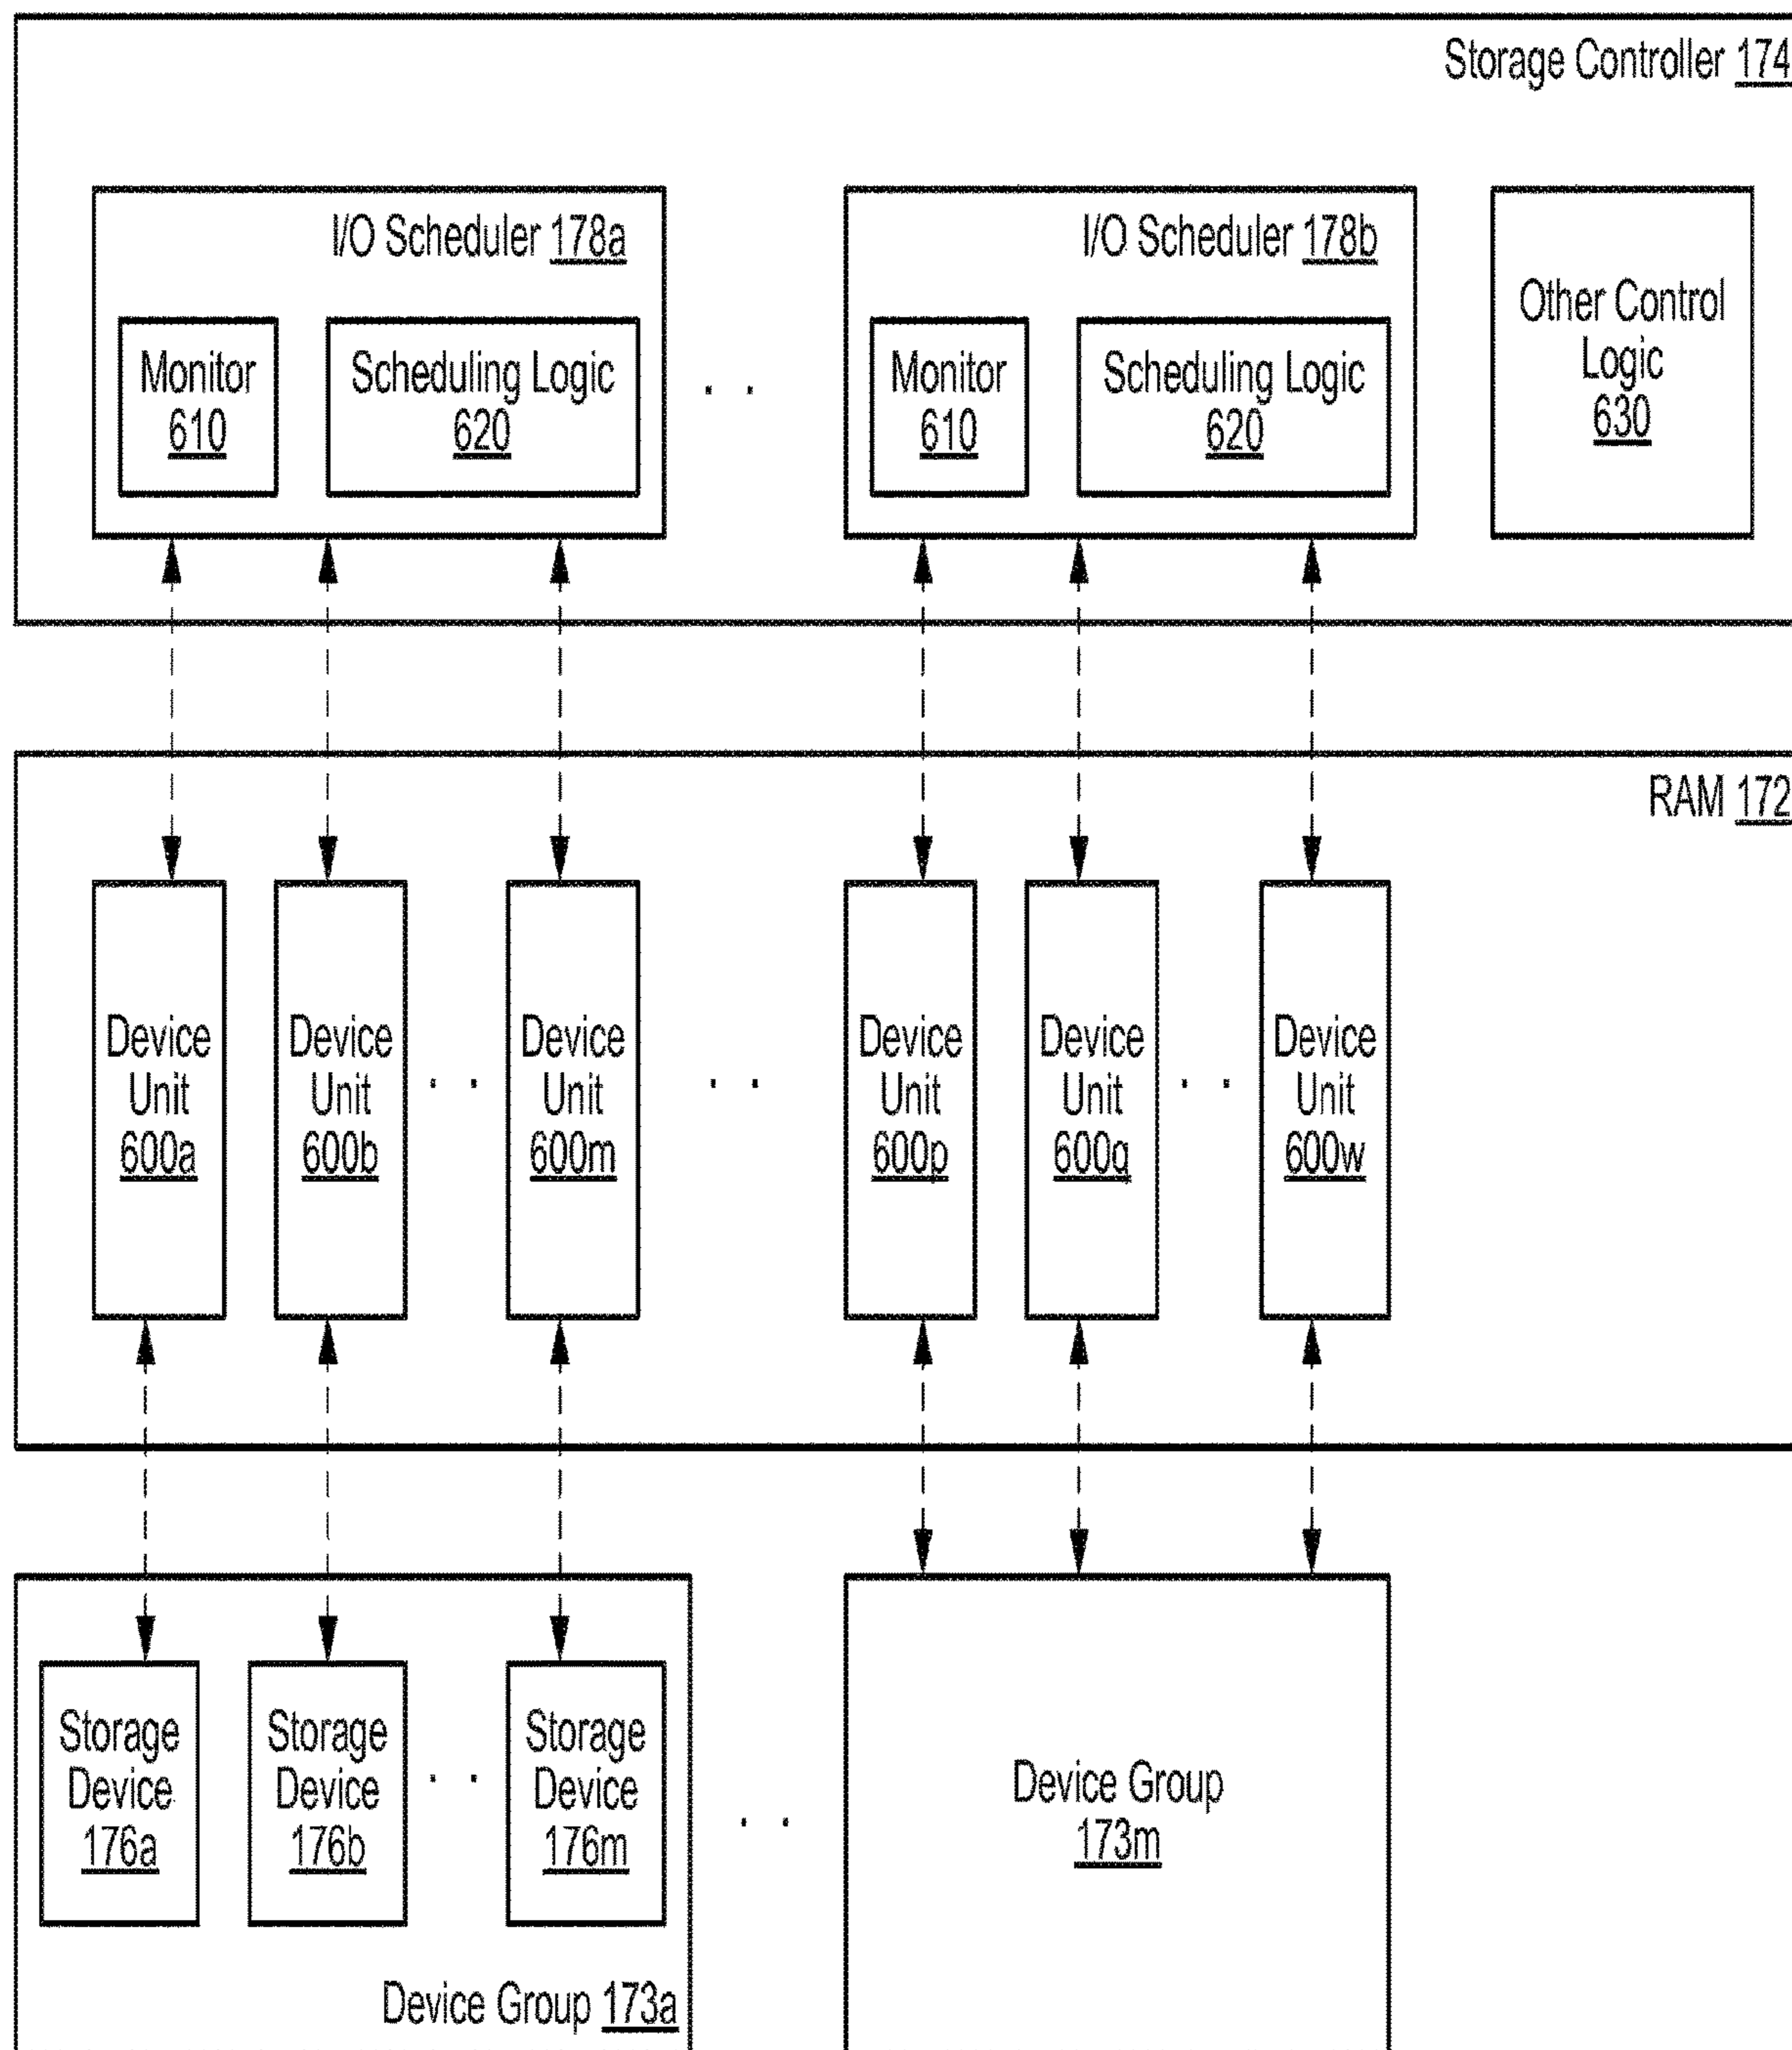 Storage Controller 174
I/O Scheduler 178a
Monitor
610
Scheduling Logic
620
. .
I/O Scheduler 178b
Monitor
610
Scheduling Logic
620
Other Control
Logic
630
RAM 172
Device
Unit
600a
Device
Unit
600b
. .
Device
Unit
600m
. .
Device
Unit
600p
Device
Unit
600q
. .
Device
Unit
600w
Storage
Device
176a
Storage
Device
176b
. .
Storage
Device
176m
Device Group 173a
. .
Device Group
173m